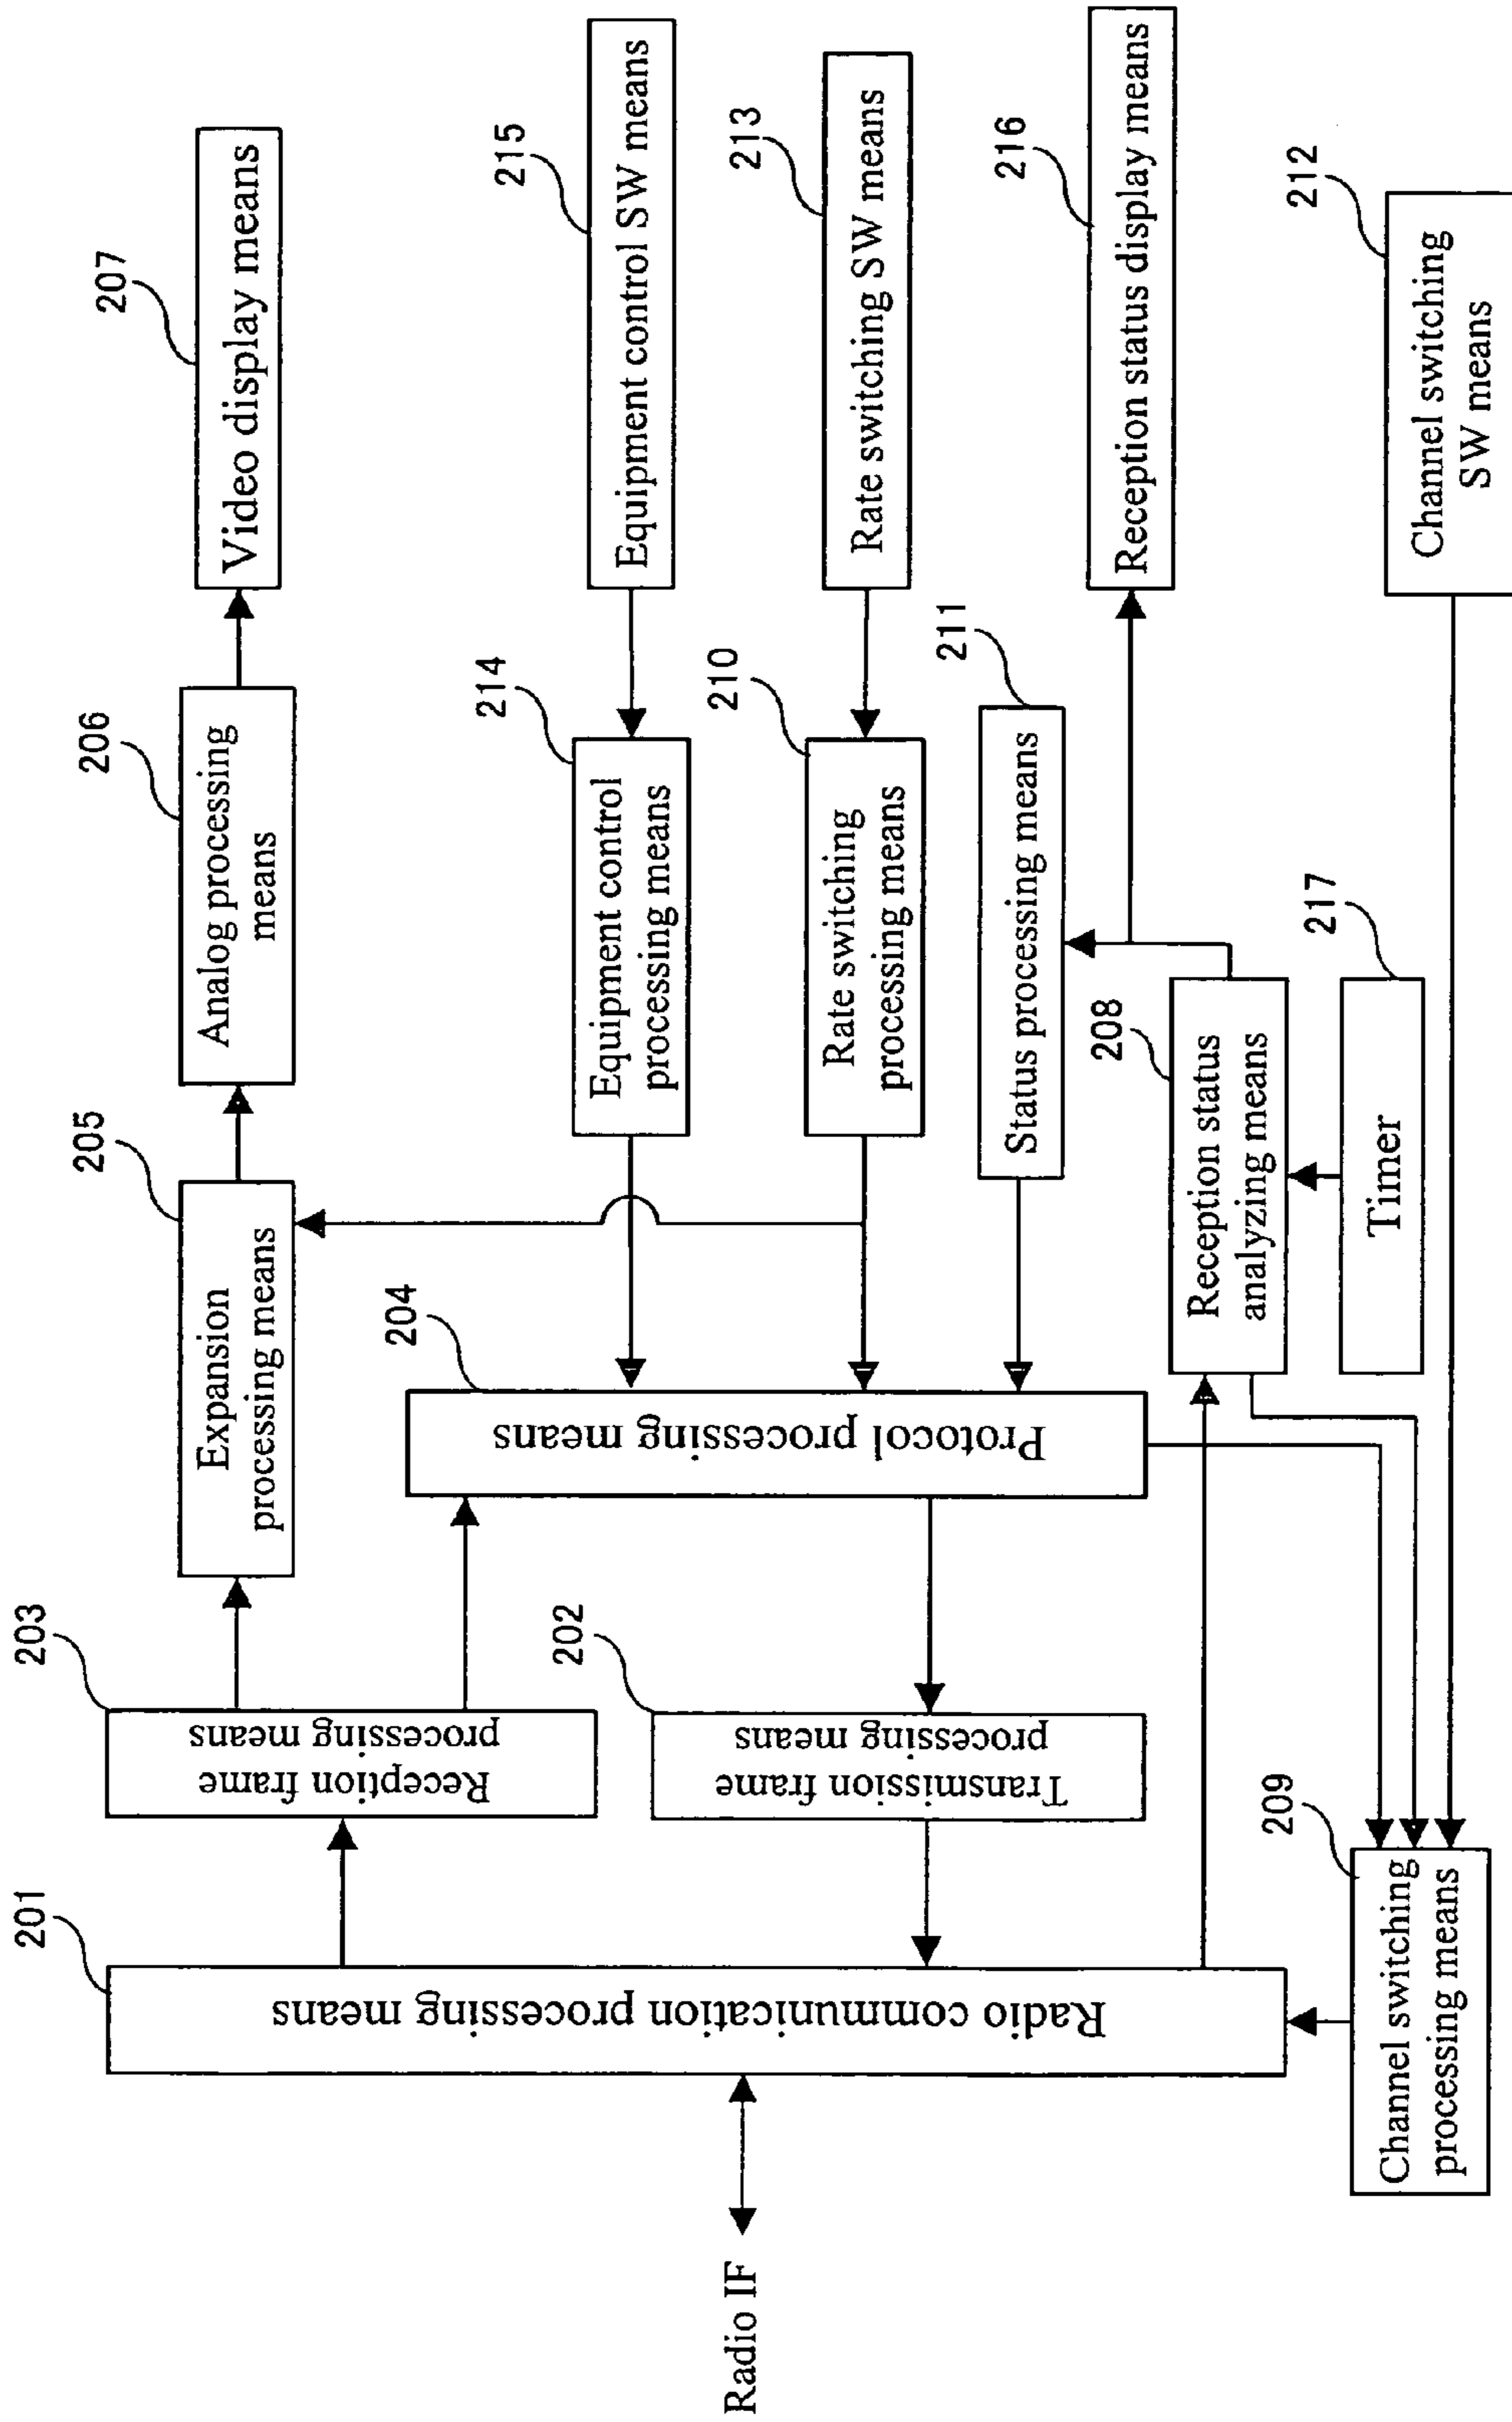 Radio IF
201
Radio communication processing means
203
Reception frame
processing means
202
Transmission frame
processing means
209
Channel switching
processing means
204
Protocol processing means
205
Expansion
processing means
206
Analog processing
means
207
Video display means
214
Equipment control
processing means
215
Equipment control SW means
210
Rate switching
processing means
213
Rate switching SW means
211
Status processing means
216
Reception status display means
208
Reception status
analyzing means
217
Timer
212
Channel switching
SW means